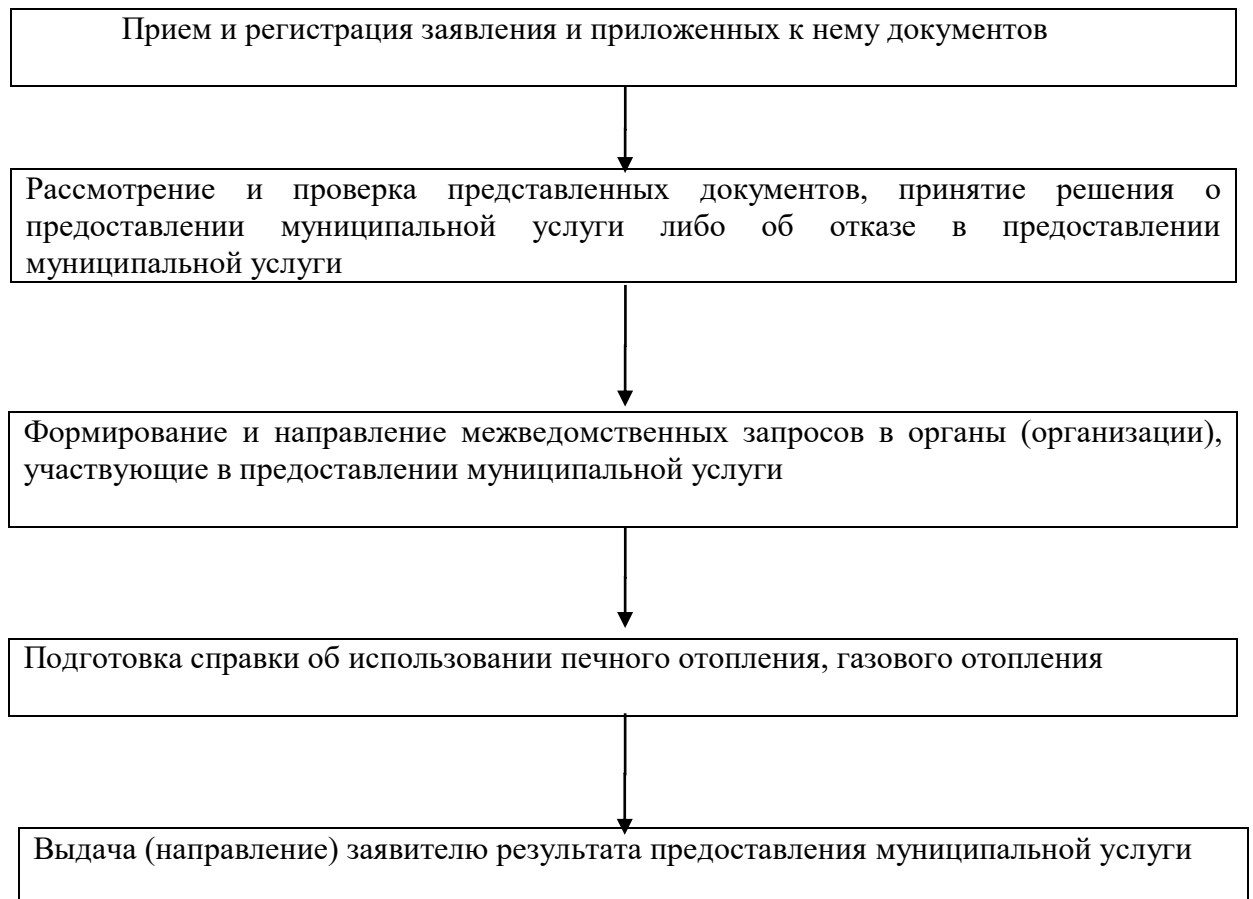 Прием и регистрация заявления и приложенных к нему документов
Рассмотрение и проверка представленных документов, принятие решения о
предоставлении муниципальной услуги либо об отказе в предоставлении
муниципальной услуги
Формирование и направление межведомственных запросов в органы (организации),
участвующие в предоставлении муниципальной услуги
Подготовка справки об использовании печного отопления, газового отопления
Выдача (направление) заявителю результата предоставления муниципальной услуги